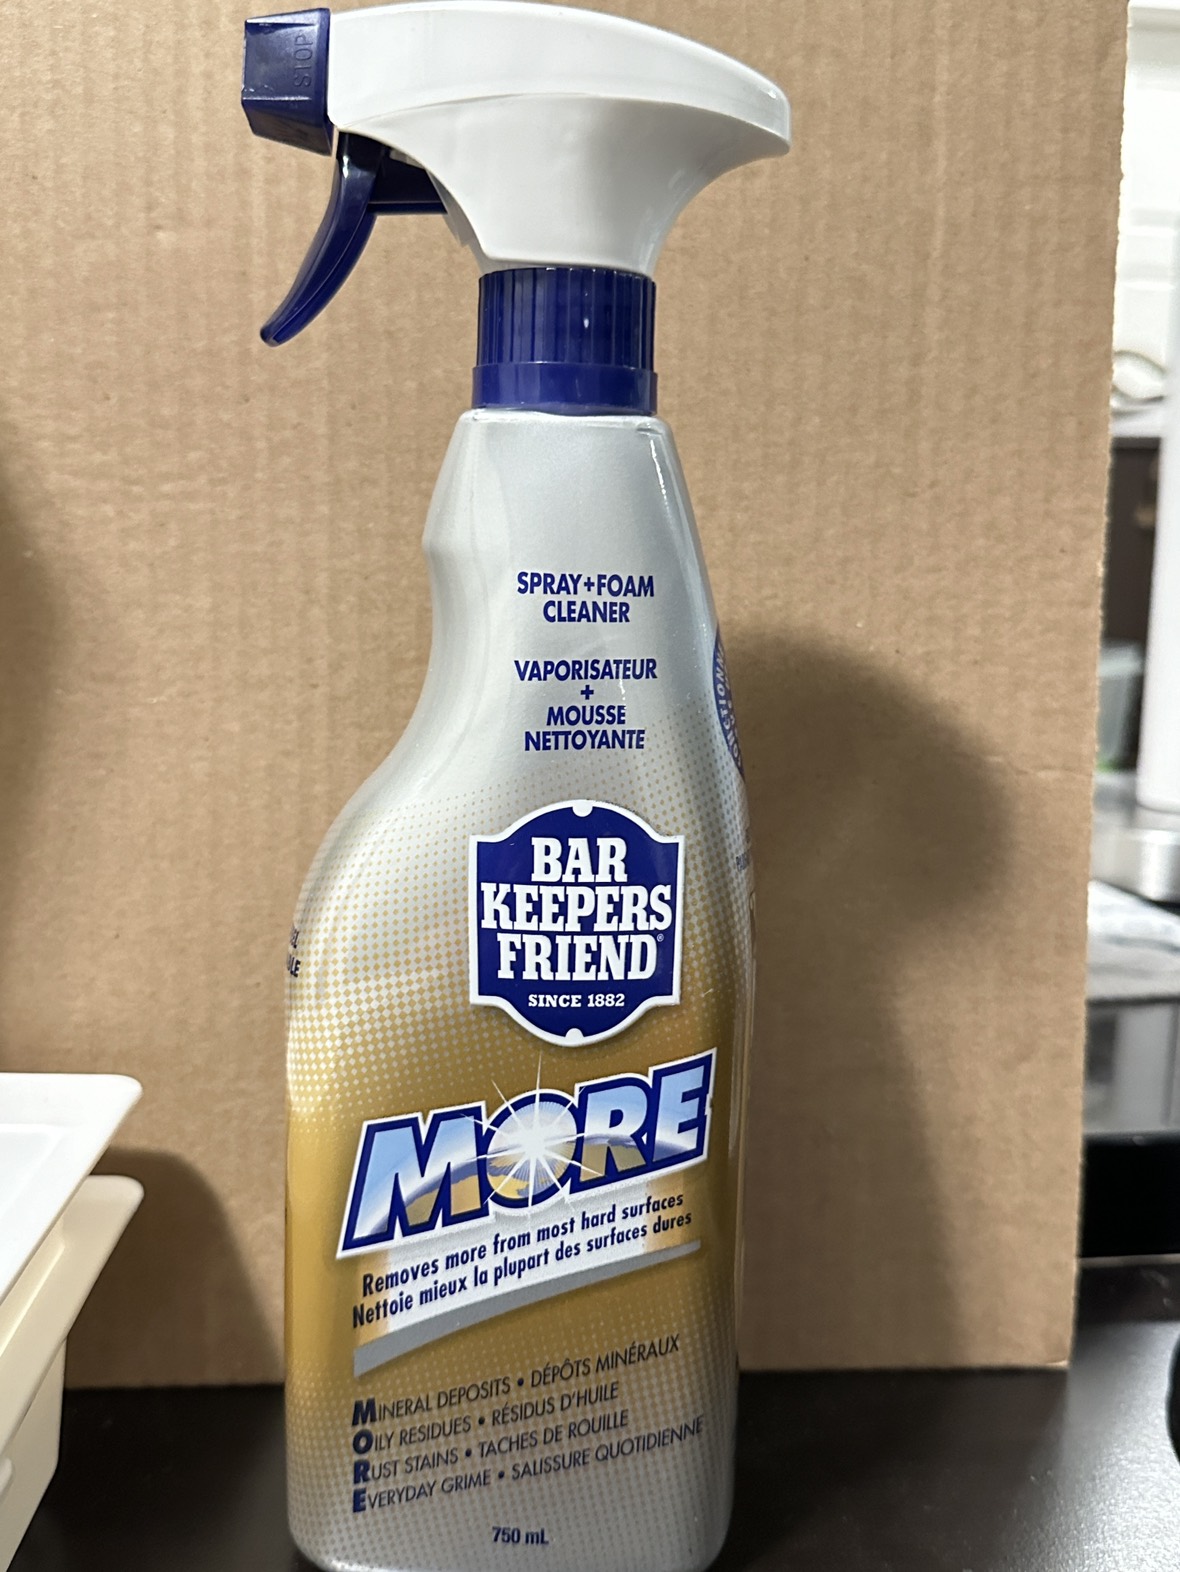 STOP
SPRAY+FOAM
CLEANER
VAPORISATEUR
+
MOUSSE
NETTOYANTE
BAR
KEEPERS
FRIEND®
SINCE 1882
MORE
Removes more from most hard surfaces
Nettoie mieux la plupart des surfaces dures
MINERAL DEPOSITS • DÉPÔTS MINÉRAUX
OILY RESIDUES • RÉSIDUS D'HUILE
RUST STAINS • TACHES DE ROUILLE
EVERYDAY GRIME • SALISSURE QUOTIDIENNE
750 mL